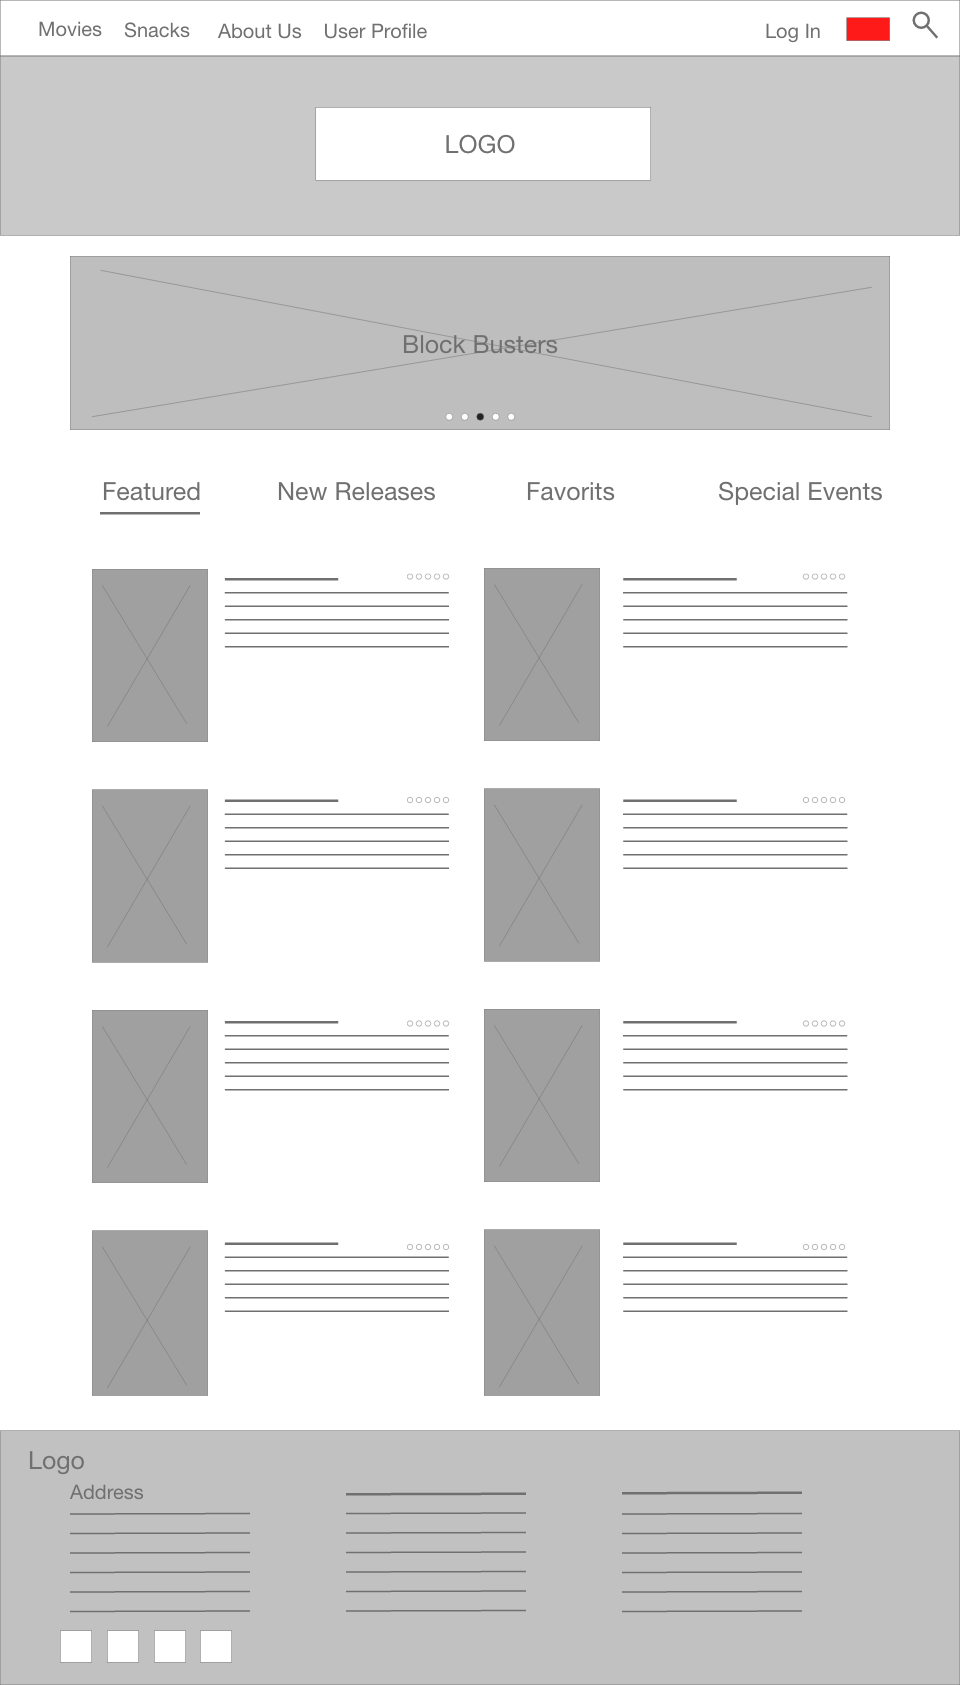 Movies Snacks About Us User Profile Log In
LOGO
Block Busters
Featured New Releases Favorits Special Events
Logo
Address